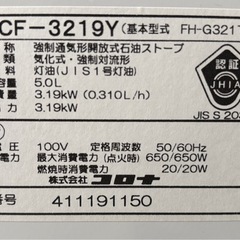 CF-3219Y(基本型式 FH-G321
強制通気形開放式石油ストーブ
気化式・強制対流形
灯油(JIS1号灯油)
5.0L
3.19kW (0.310L/h)
3.19kW
認証
JHIA
JIS S 203
圧 100V 定格周波数 50/60Hz
最大消費電力(点火時) 650/650W
燃焼時消費電力 20/20W
株式会社 コロナ
番号 411191150